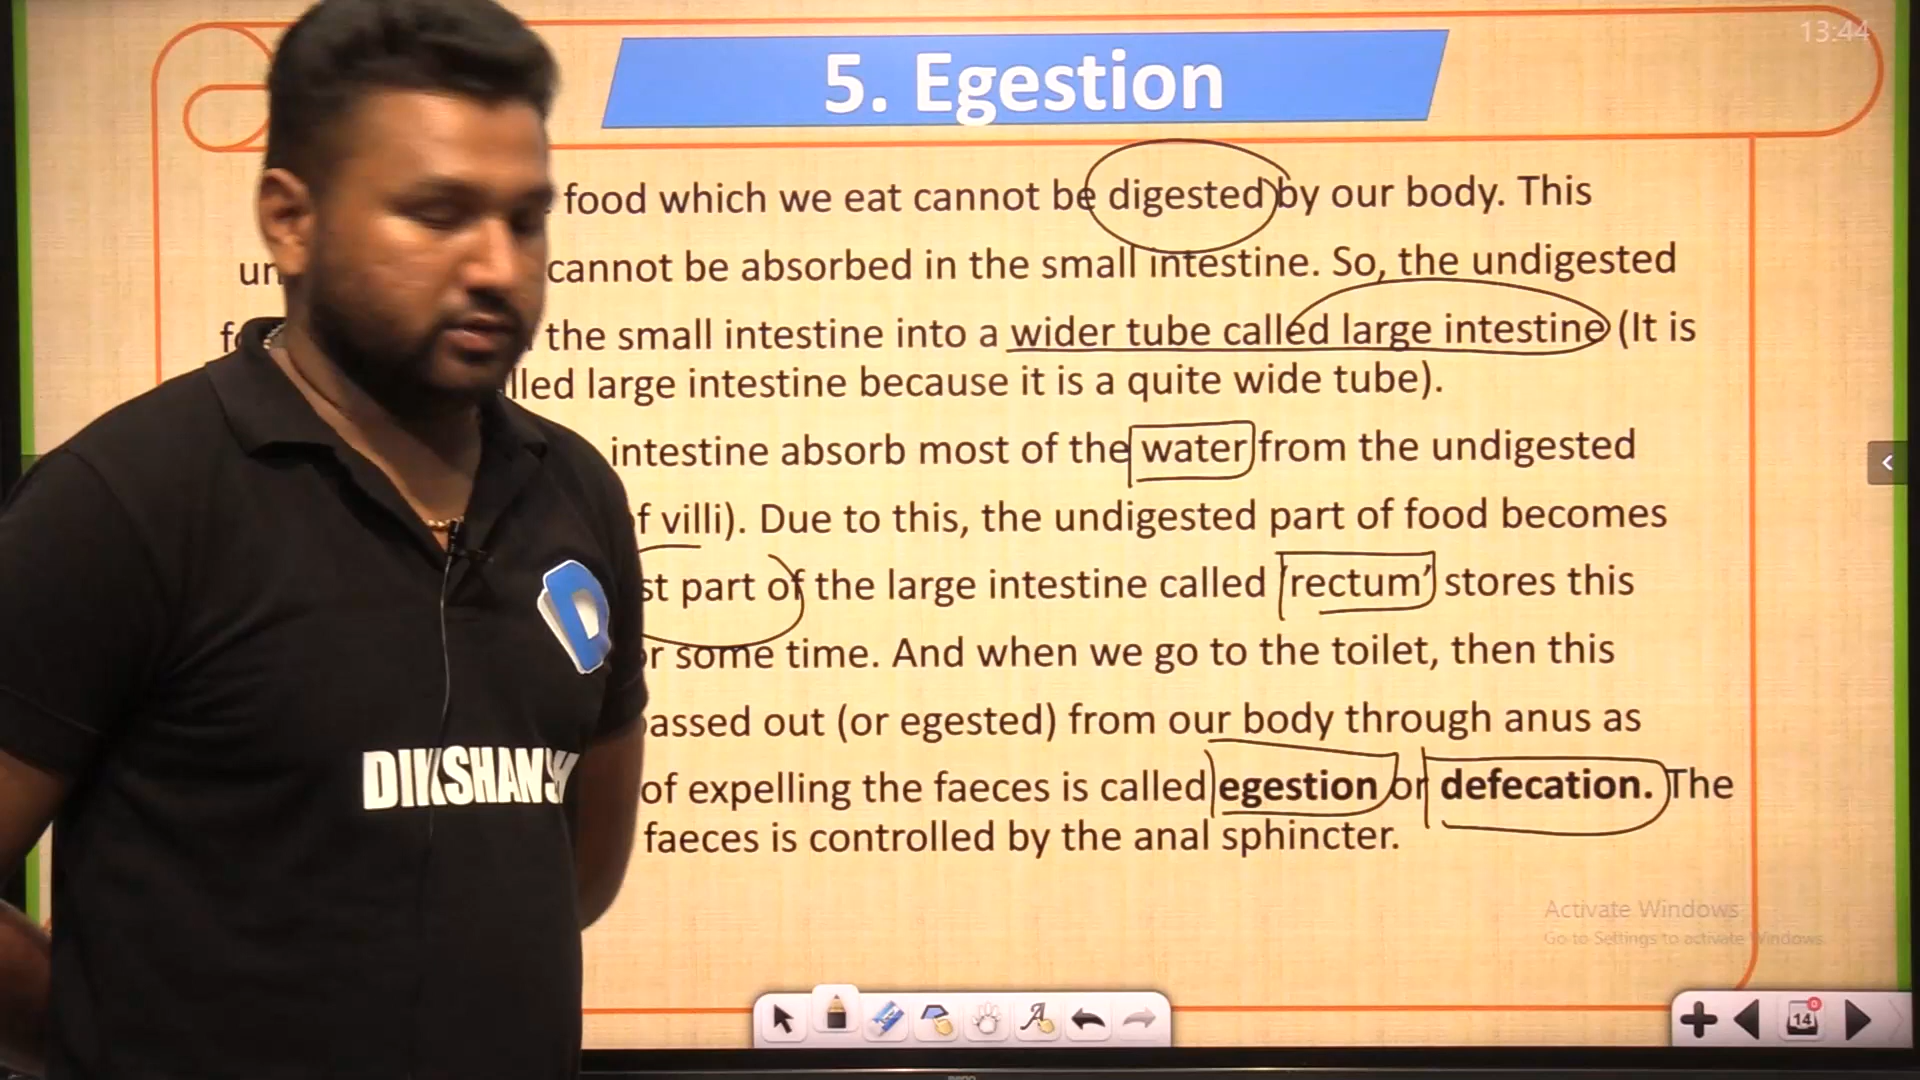 13:44
5. Egestion
food which we eat cannot be digested by our body. This
un cannot be absorbed in the small intestine. So, the undigested
the small intestine into a wider tube called large intestine (It is
lled large intestine because it is a quite wide tube).
intestine absorb most of the water from the undigested
of villi). Due to this, the undigested part of food becomes
st part of the large intestine called 'rectum' stores this
or some time. And when we go to the toilet, then this
passed out (or egested) from our body through anus as
of expelling the faeces is called egestion or defecation. The
faeces is controlled by the anal sphincter.
D
DIKSHANSH
Activate Windows
Go to Settings to activate Windows.
A
14
0